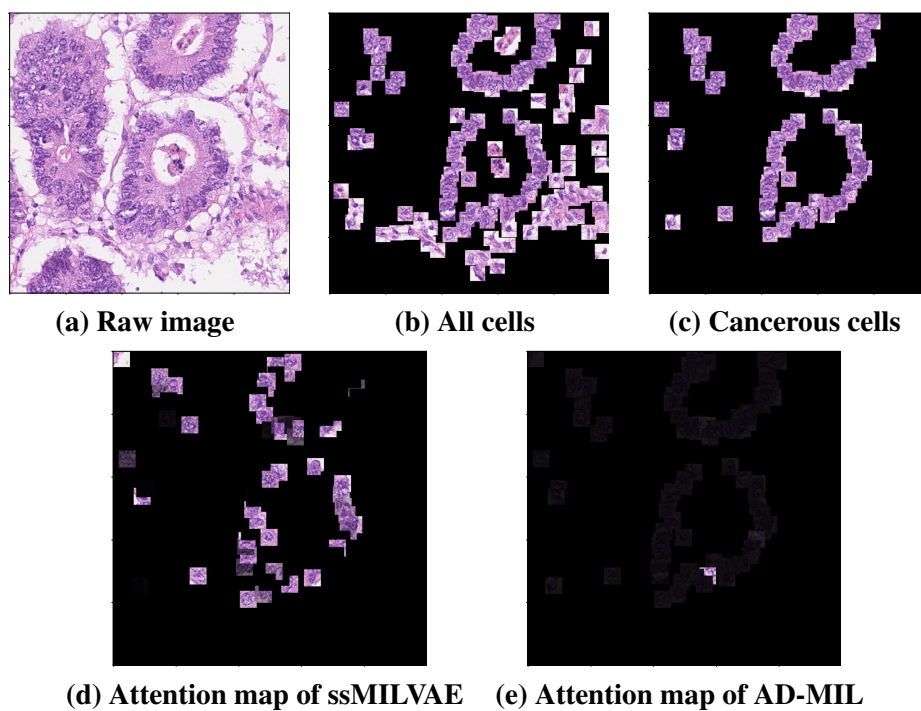 (a) Raw image
(b) All cells
(c) Cancerous cells
(d) Attention map of ssMILVAE
(e) Attention map of AD-MIL